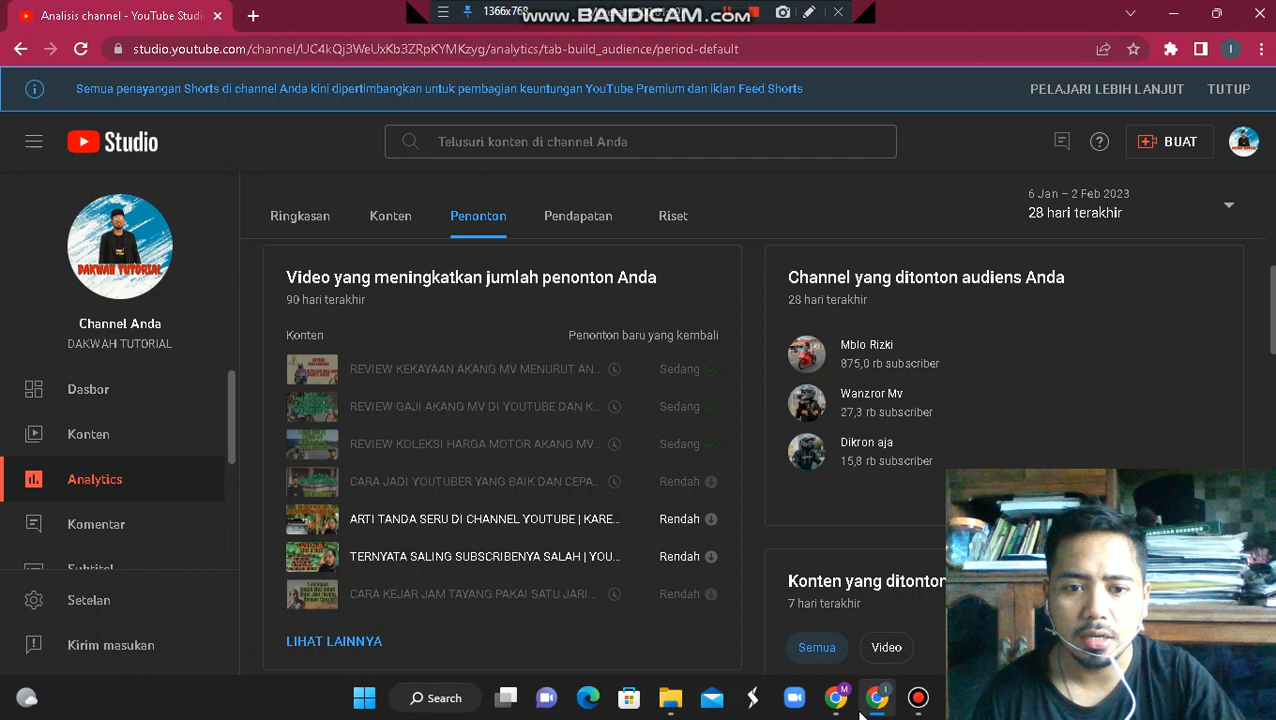 Analisis channel - YouTube Studi
1366x768
www.BANDICAM.com
studio.youtube.com/channel/UC4kQj3WeUxKb3ZRpKYMKzyg/analytics/tab-build_audience/period-default
I
Semua penayangan Shorts di channel Anda kini dipertimbangkan untuk pembagian keuntungan YouTube Premium dan iklan Feed Shorts
PELAJARI LEBIH LANJUT
TUTUP
Studio
Telusuri konten di channel Anda
BUAT
DAKWAH TUTORIAL
Channel Anda
DAKWAH TUTORIAL
Dasbor
Konten
Analytics
Komentar
Subtitel
Setelan
Kirim masukan
Ringkasan
Konten
Penonton
Pendapatan
Riset
6 Jan – 2 Feb 2023
28 hari terakhir
Video yang meningkatkan jumlah penonton Anda
90 hari terakhir
Konten
Penonton baru yang kembali
REVIEW KEKAYAAN AKANG MV MENURUT AN...
Sedang
REVIEW GAJI AKANG MV DI YOUTUBE DAN K...
Sedang
REVIEW KOLEKSI HARGA MOTOR AKANG MV...
Sedang
CARA JADI YOUTUBER YANG BAIK DAN CEPA...
Rendah
ARTI TANDA SERU DI CHANNEL YOUTUBE | KARE...
Rendah
TERNYATA SALING SUBSCRIBENYA SALAH | YOU...
Rendah
CARA KEJAR JAM TAYANG PAKAI SATU JARI...
Rendah
LIHAT LAINNYA
Channel yang ditonton audiens Anda
28 hari terakhir
Mblo Rizki
875,0 rb subscriber
Wanzror Mv
27,3 rb subscriber
Dikron aja
15,8 rb subscriber
Konten yang ditonton
7 hari terakhir
Semua
Video
Search
M
I